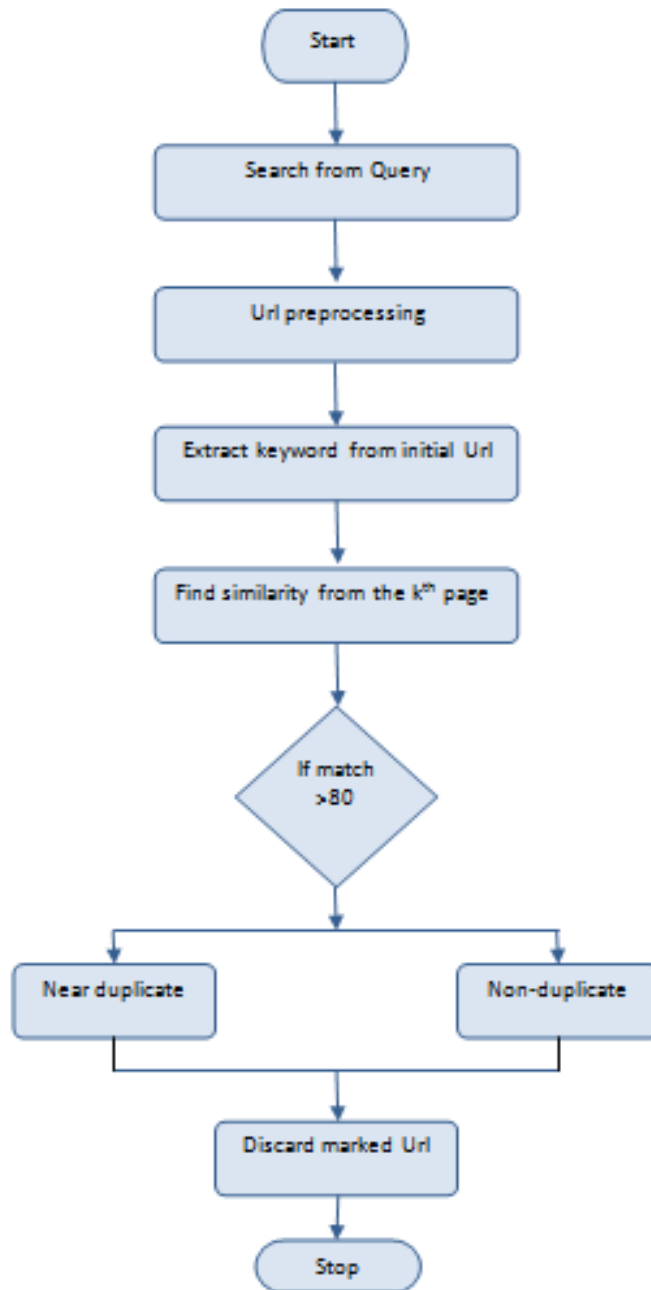 Start
Search from Query
Url preprocessing
Extract keyword from initial Url
Find similarity from the kᵗʰ page
If match
>80
Near duplicate
Non-duplicate
Discard marked Url
Stop